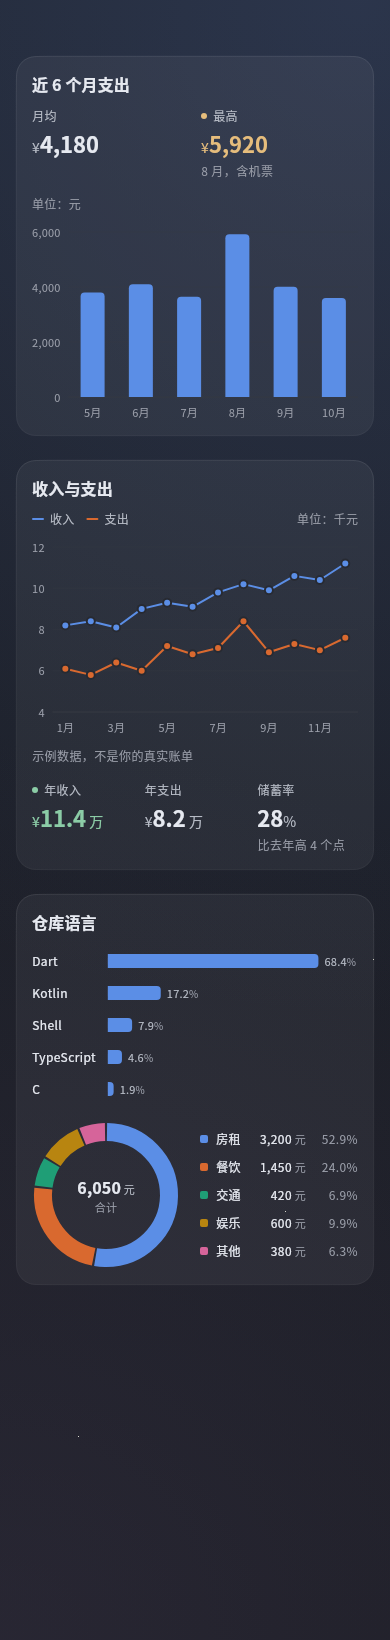 近 6 个月支出
月均
最高
¥4,180
¥5,920
8 月，含机票
单位：元
6,000
4,000
2,000
0
5月 6月 7月 8月 9月 10月
收入与支出
收入 支出 单位：千元
12
10
8
6
4
1月 3月 5月 7月 9月 11月
示例数据，不是你的真实账单
年收入 年支出 储蓄率
¥11.4 万 ¥8.2 万 28%
比去年高 4 个点
仓库语言
Dart 68.4%
Kotlin 17.2%
Shell 7.9%
TypeScript 4.6%
C 1.9%
6,050 元
合计
房租 3,200 元 52.9%
餐饮 1,450 元 24.0%
交通 420 元 6.9%
娱乐 600 元 9.9%
其他 380 元 6.3%